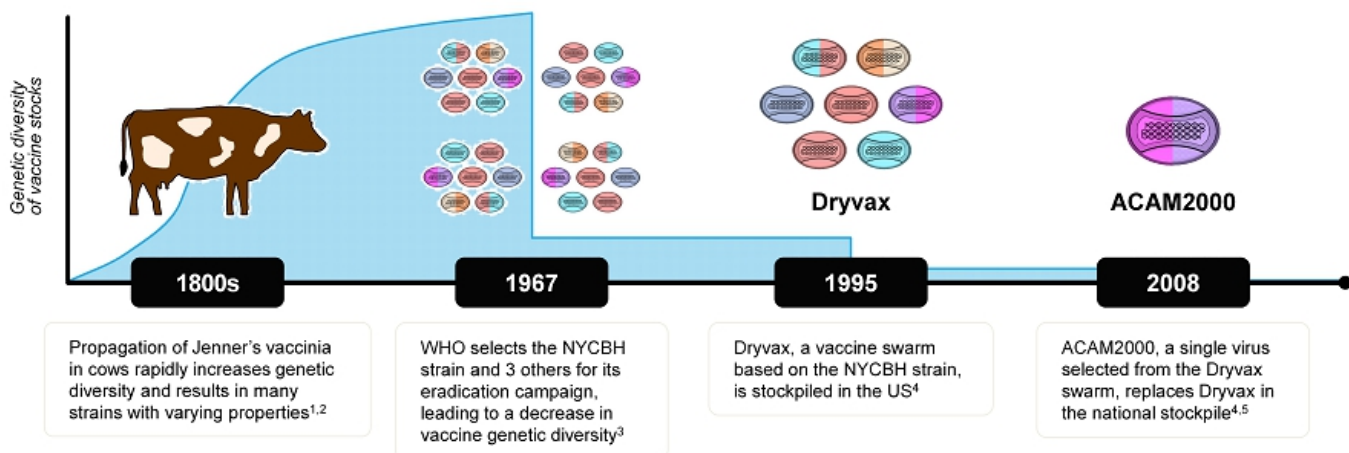 Genetic diversity
of vaccine stocks
Dryvax
ACAM2000
1800s
1967
1995
2008
Propagation of Jenner's vaccinia
in cows rapidly increases genetic
diversity and results in many
strains with varying properties1,2
WHO selects the NYCBH
strain and 3 others for its
eradication campaign,
leading to a decrease in
vaccine genetic diversity3
Dryvax, a vaccine swarm
based on the NYCBH strain,
is stockpiled in the US4
ACAM2000, a single virus
selected from the Dryvax
swarm, replaces Dryvax in
the national stockpile4,5